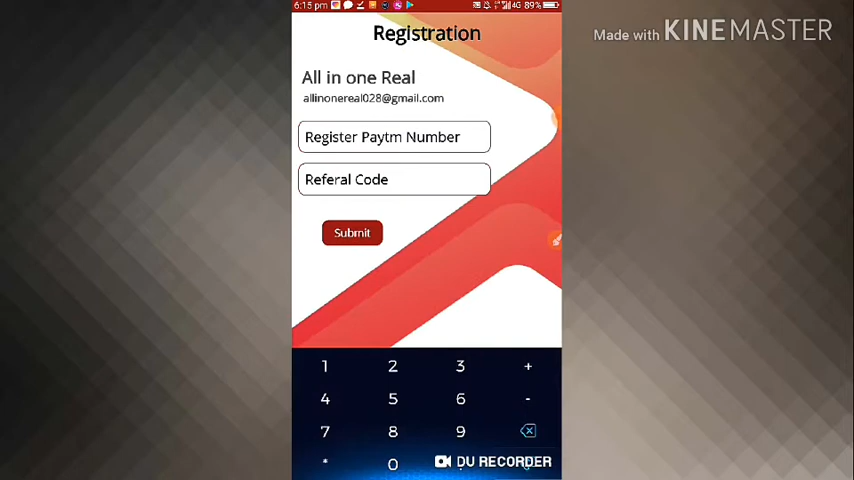 6:15 pm 4G 89%
Made with KINEMASTER
Registration
All in one Real
allinonereal028@gmail.com
Register Paytm Number
Referal Code
Submit
1 2 3 +
4 5 6 -
7 8 9
* 0 .
DU RECORDER